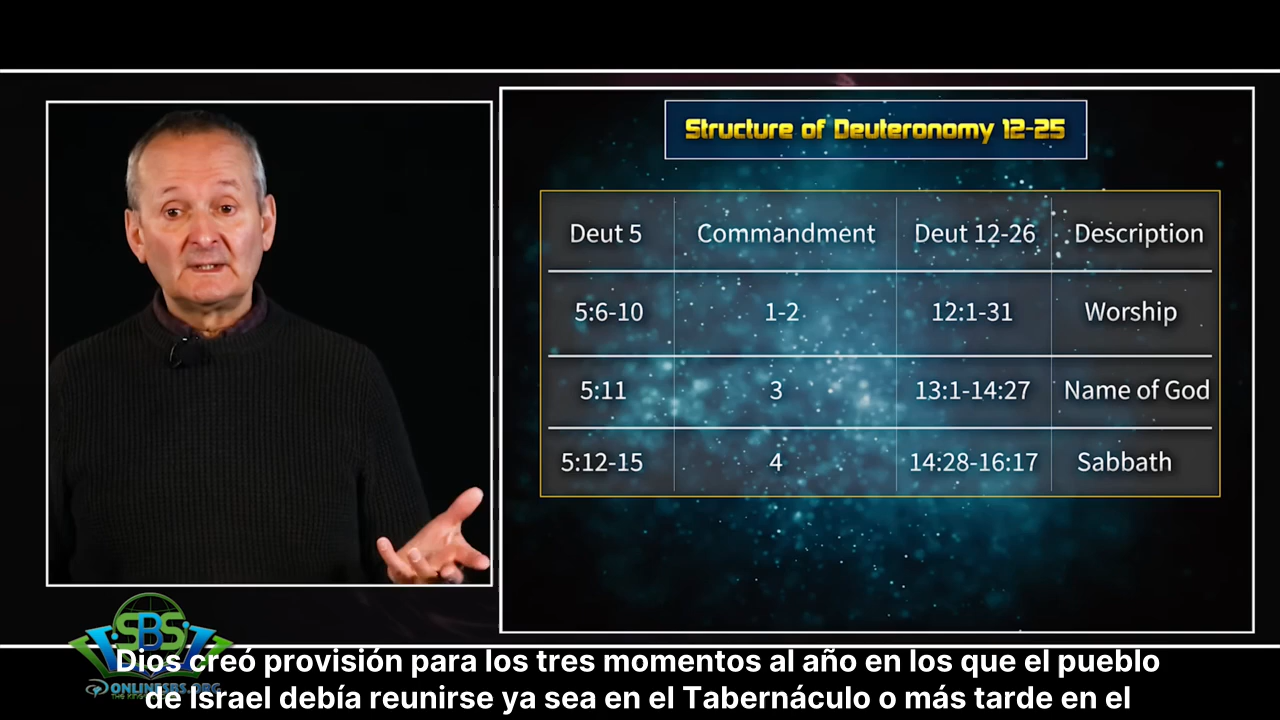 Structure of Deuteronomy 12-25
Deut 5 Commandment Deut 12-26 Description
5:6-10 1-2 12:1-31 Worship
5:11 3 13:1-14:27 Name of God
5:12-15 4 14:28-16:17 Sabbath
SBS
ONLINESBS.ORG
Dios creó provisión para los tres momentos al año en los que el pueblo
de Israel debía reunirse ya sea en el Tabernáculo o más tarde en el